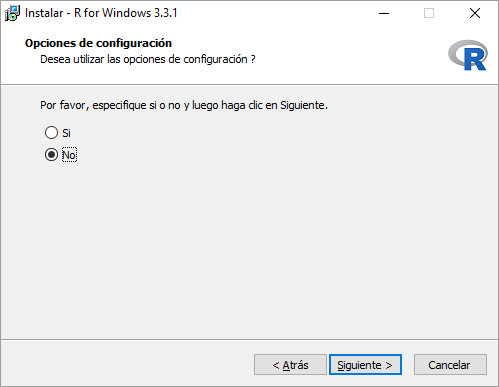 Instalar - R for Windows 3.3.1
Opciones de configuración
Desea utilizar las opciones de configuración ?
R
Por favor, especifique si o no y luego haga clic en Siguiente.
Si
No
< Atrás
Siguiente >
Cancelar